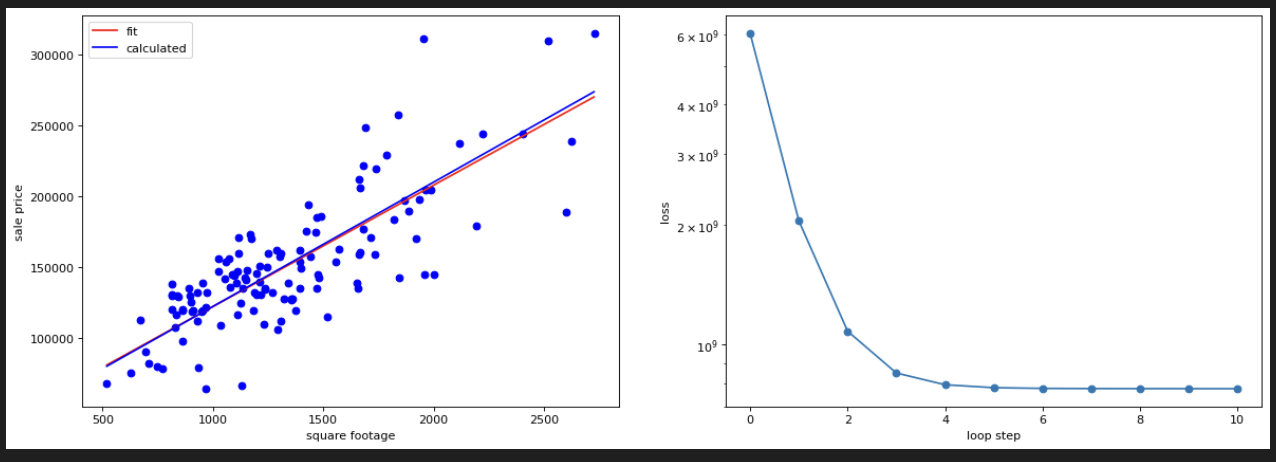 fit
calculated
300000
250000
200000
150000
100000
sale price
500 1000 1500 2000 2500
square footage
6 × 10⁹
4 × 10⁹
3 × 10⁹
2 × 10⁹
10⁹
loss
0 2 4 6 8 10
loop step